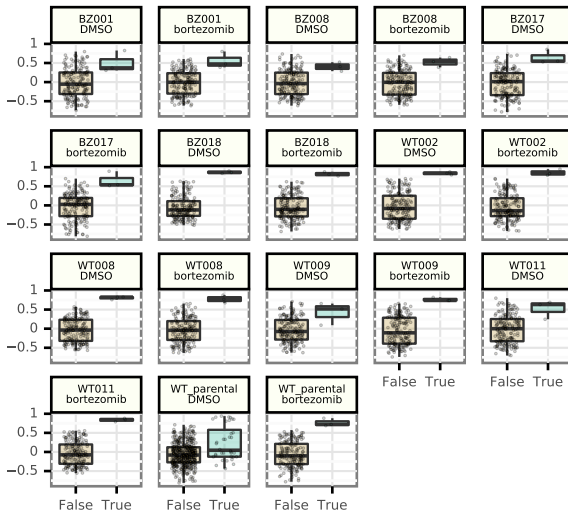 BZ001
DMSO
BZ001
bortezomib
BZ008
DMSO
BZ008
bortezomib
BZ017
DMSO
1
0.5
0
−0.5
BZ017
bortezomib
BZ018
DMSO
BZ018
bortezomib
WT002
DMSO
WT002
bortezomib
1
0.5
0
−0.5
WT008
DMSO
WT008
bortezomib
WT009
DMSO
WT009
bortezomib
WT011
DMSO
1
0.5
0
−0.5
False True
False True
WT011
bortezomib
WT_parental
DMSO
WT_parental
bortezomib
1
0.5
0
−0.5
False True
False True
False True